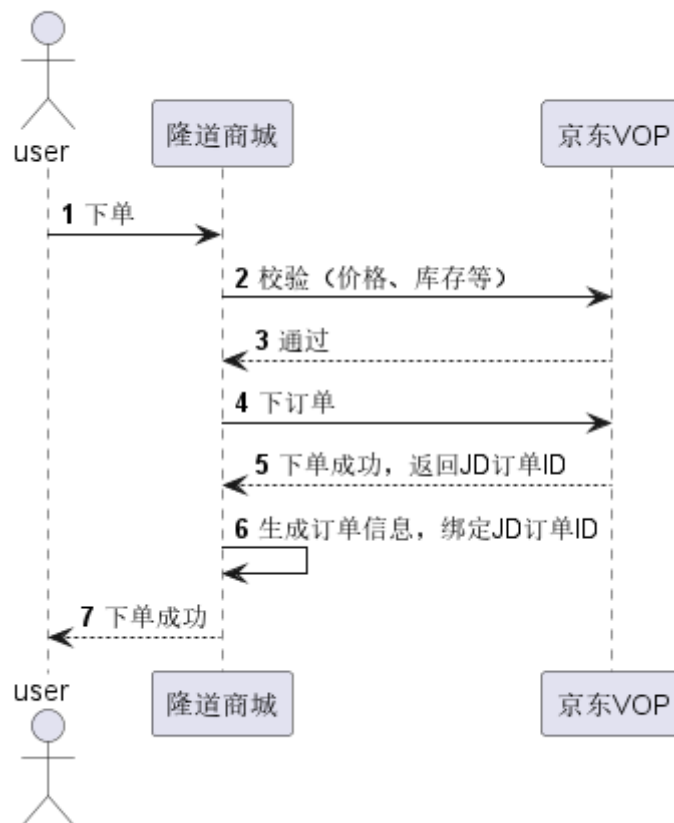 user
隆道商城
京东VOP
1 下单
2 校验（价格、库存等）
3 通过
4 下订单
5 下单成功，返回JD订单ID
6 生成订单信息，绑定JD订单ID
7 下单成功
user
隆道商城
京东VOP